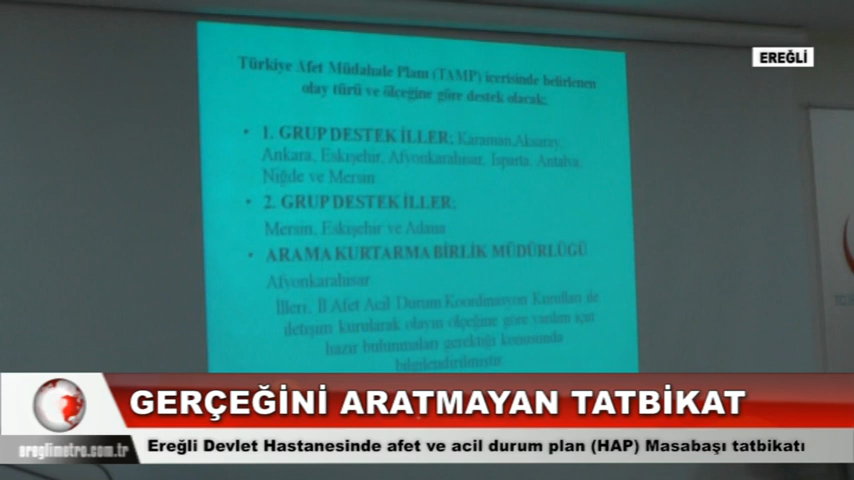 EREĞLİ
Türkiye Afet Müdahale Planı (TAMP) icerisinde belirlenen
olay türü ve ölçeğine göre destek olacak;
• 1. GRUP DESTEK İLLER; Karaman,Aksaray,
Ankara, Eskişehir, Afyonkarahisar, Isparta, Antalya,
Niğde ve Mersin
• 2. GRUP DESTEK İLLER;
Mersin, Eskişehir ve Adana
• ARAMA KURTARMA BİRLİK MÜDÜRLÜĞÜ
Afyonkarahisar
İlleri, İl Afet Acil Durum Koordinasyon Kurulları ile
iletişim kurularak olayın ölçeğine göre yardım için
hazır bulunmaları gerektiği konusunda
bilgilendirilmiştir
GERÇEĞİNİ ARATMAYAN TATBİKAT
Ereğli Devlet Hastanesinde afet ve acil durum plan (HAP) Masabaşı tatbikatı
ereglimetro.com.tr